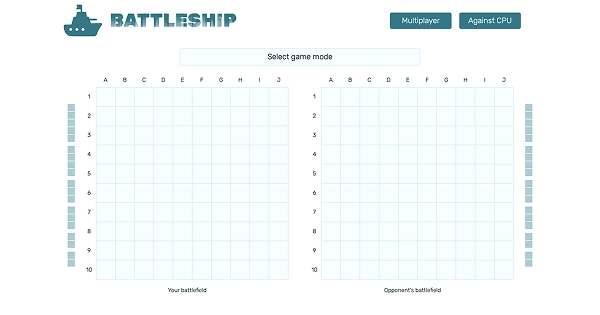 BATTLESHIP
Multiplayer Against CPU
Select game mode
A B C D E F G H I J A B C D E F G H I J
1 1
2 2
3 3
4 4
5 5
6 6
7 7
8 8
9 9
10 10
Your battlefield Opponent's battlefield